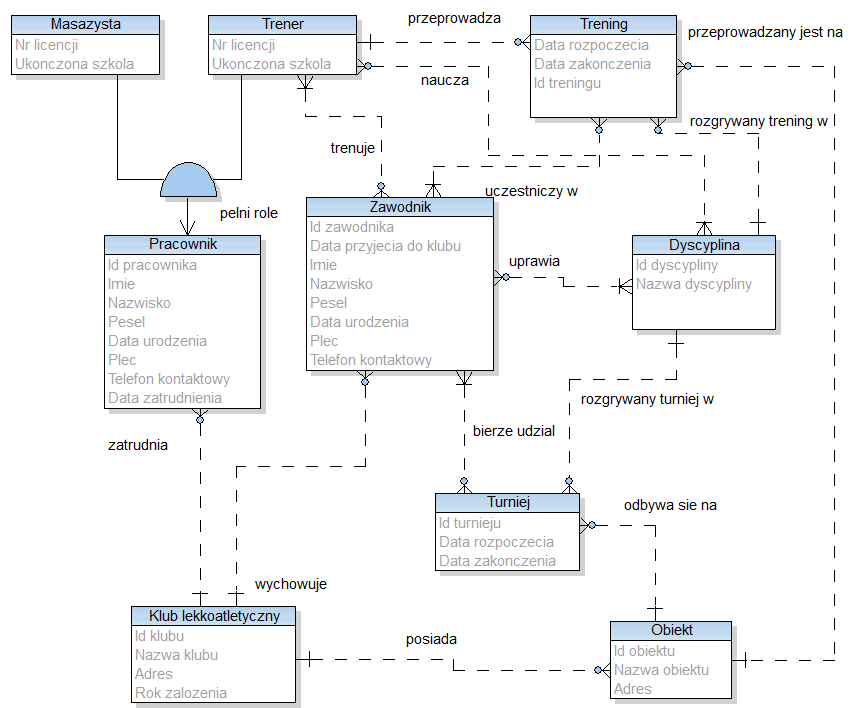 Masazysta
Nr licencji
Ukonczona szkola
Trener
Nr licencji
Ukonczona szkola
przeprowadza
Trening
Data rozpoczecia
Data zakonczenia
Id treningu
przeprowadzany jest na
naucza
rozgrywany trening w
trenuje
uczestniczy w
pelni role
Pracownik
Id pracownika
Imie
Nazwisko
Pesel
Data urodzenia
Plec
Telefon kontaktowy
Data zatrudnienia
Zawodnik
Id zawodnika
Data przyjecia do klubu
Imie
Nazwisko
Pesel
Data urodzenia
Plec
Telefon kontaktowy
uprawia
Dyscyplina
Id dyscypliny
Nazwa dyscypliny
rozgrywany turniej w
zatrudnia
bierze udzial
Turniej
Id turnieju
Data rozpoczecia
Data zakonczenia
odbywa sie na
wychowuje
Klub lekkoatletyczny
Id klubu
Nazwa klubu
Adres
Rok zalozenia
posiada
Obiekt
Id obiektu
Nazwa obiektu
Adres